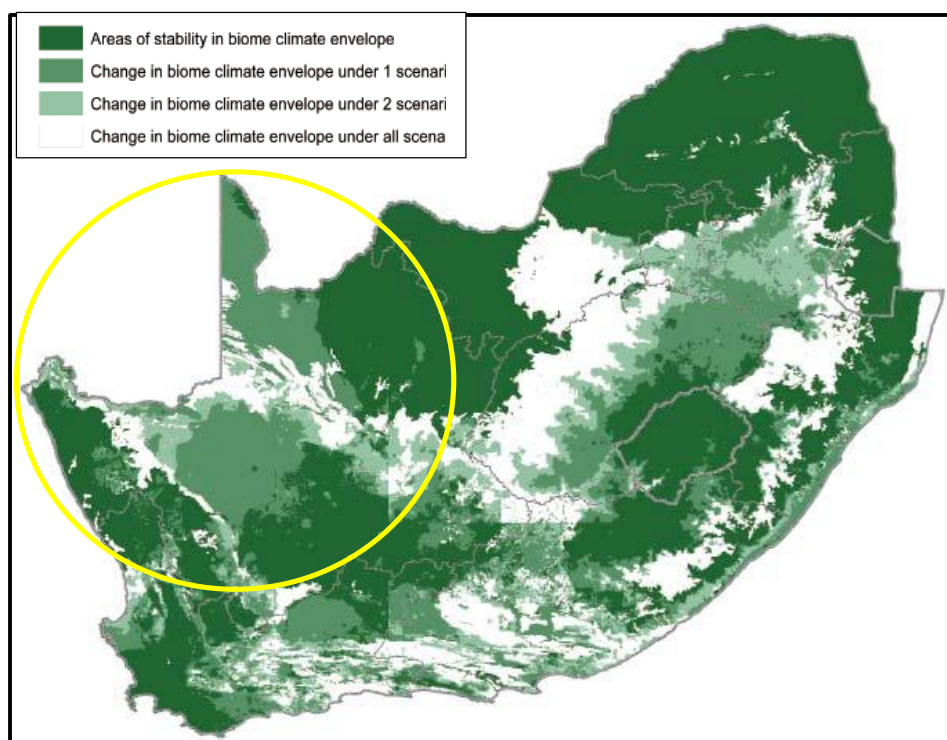 Areas of stability in biome climate envelope
Change in biome climate envelope under 1 scenari
Change in biome climate envelope under 2 scenari
Change in biome climate envelope under all scena